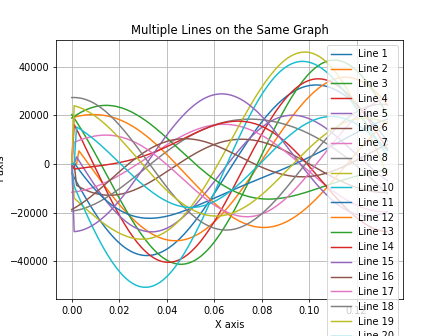 Multiple Lines on the Same Graph
40000
20000
0
−20000
−40000
axis
0.00
0.02
0.04
0.06
0.08
0.10
X axis
Line 1
Line 2
Line 3
Line 4
Line 5
Line 6
Line 7
Line 8
Line 9
Line 10
Line 11
Line 12
Line 13
Line 14
Line 15
Line 16
Line 17
Line 18
Line 19
Line 20